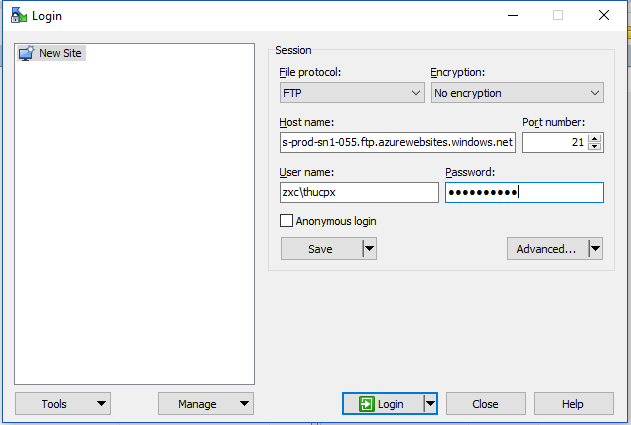 Login
New Site
Session
File protocol:
Encryption:
FTP
No encryption
Host name:
Port number:
s-prod-sn1-055.ftp.azurewebsites.windows.net
21
User name:
Password:
zxc\thucpx
●●●●●●●●●●
Anonymous login
Save
Advanced...
Tools
Manage
Login
Close
Help